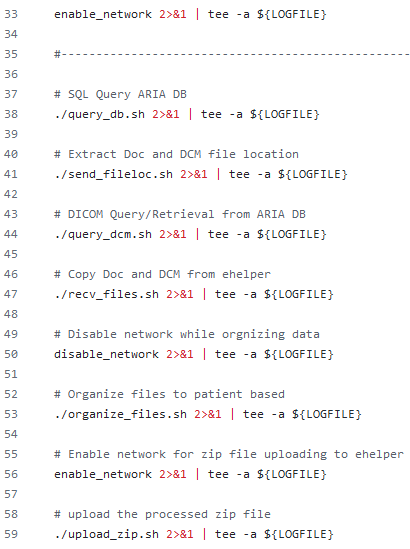 33 enable_network 2>&1 | tee -a ${LOGFILE}
34
35 #----------------------------------------------------
36
37 # SQL Query ARIA DB
38 ./query_db.sh 2>&1 | tee -a ${LOGFILE}
39
40 # Extract Doc and DCM file location
41 ./send_fileloc.sh 2>&1 | tee -a ${LOGFILE}
42
43 # DICOM Query/Retrieval from ARIA DB
44 ./query_dcm.sh 2>&1 | tee -a ${LOGFILE}
45
46 # Copy Doc and DCM from ehelper
47 ./recv_files.sh 2>&1 | tee -a ${LOGFILE}
48
49 # Disable network while orgnizing data
50 disable_network 2>&1 | tee -a ${LOGFILE}
51
52 # Organize files to patient based
53 ./organize_files.sh 2>&1 | tee -a ${LOGFILE}
54
55 # Enable network for zip file uploading to ehelper
56 enable_network 2>&1 | tee -a ${LOGFILE}
57
58 # upload the processed zip file
59 ./upload_zip.sh 2>&1 | tee -a ${LOGFILE}